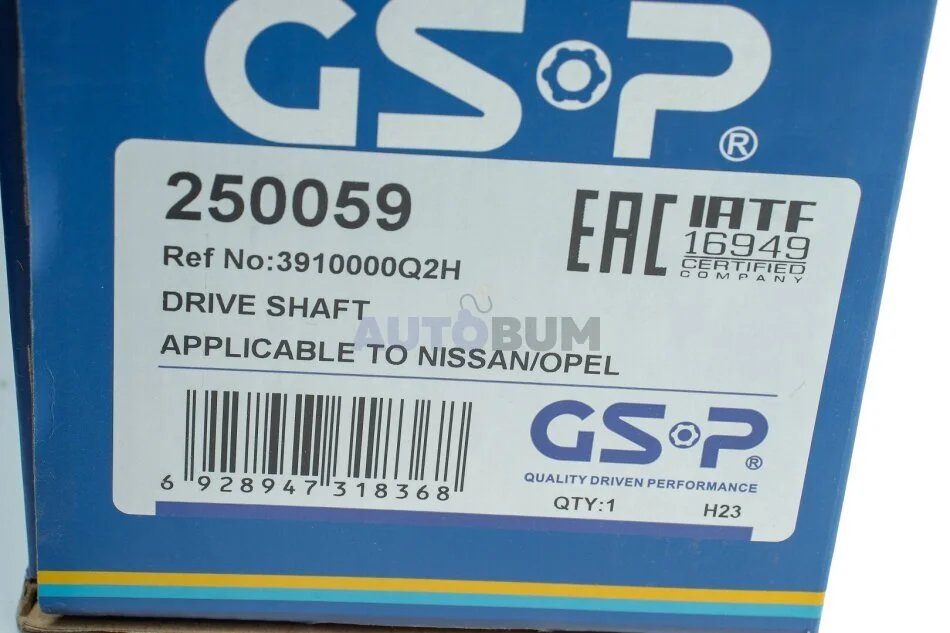 GSP®
250059
Ref No:3910000Q2H
DRIVE SHAFT
APPLICABLE TO NISSAN/OPEL
EAC
IATF
16949
CERTIFIED
COMPANY
AUTOBUM
6 928947 318368
GSP®
QUALITY DRIVEN PERFORMANCE
QTY:1 H23